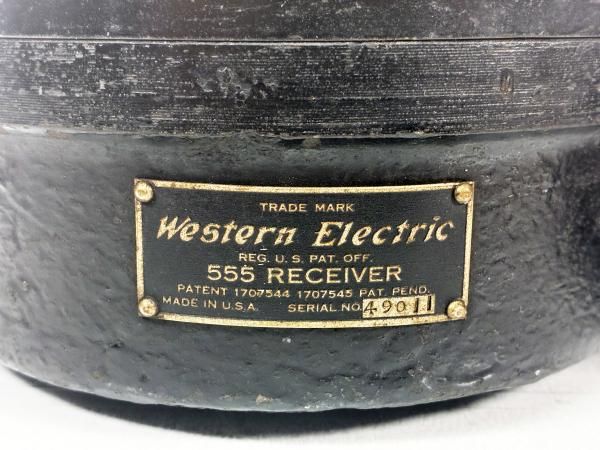 TRADE MARK
Western Electric
REG. U.S. PAT. OFF.
555 RECEIVER
PATENT 1707544 1707545 PAT. PEND.
MADE IN U.S.A. SERIAL NO. 49011